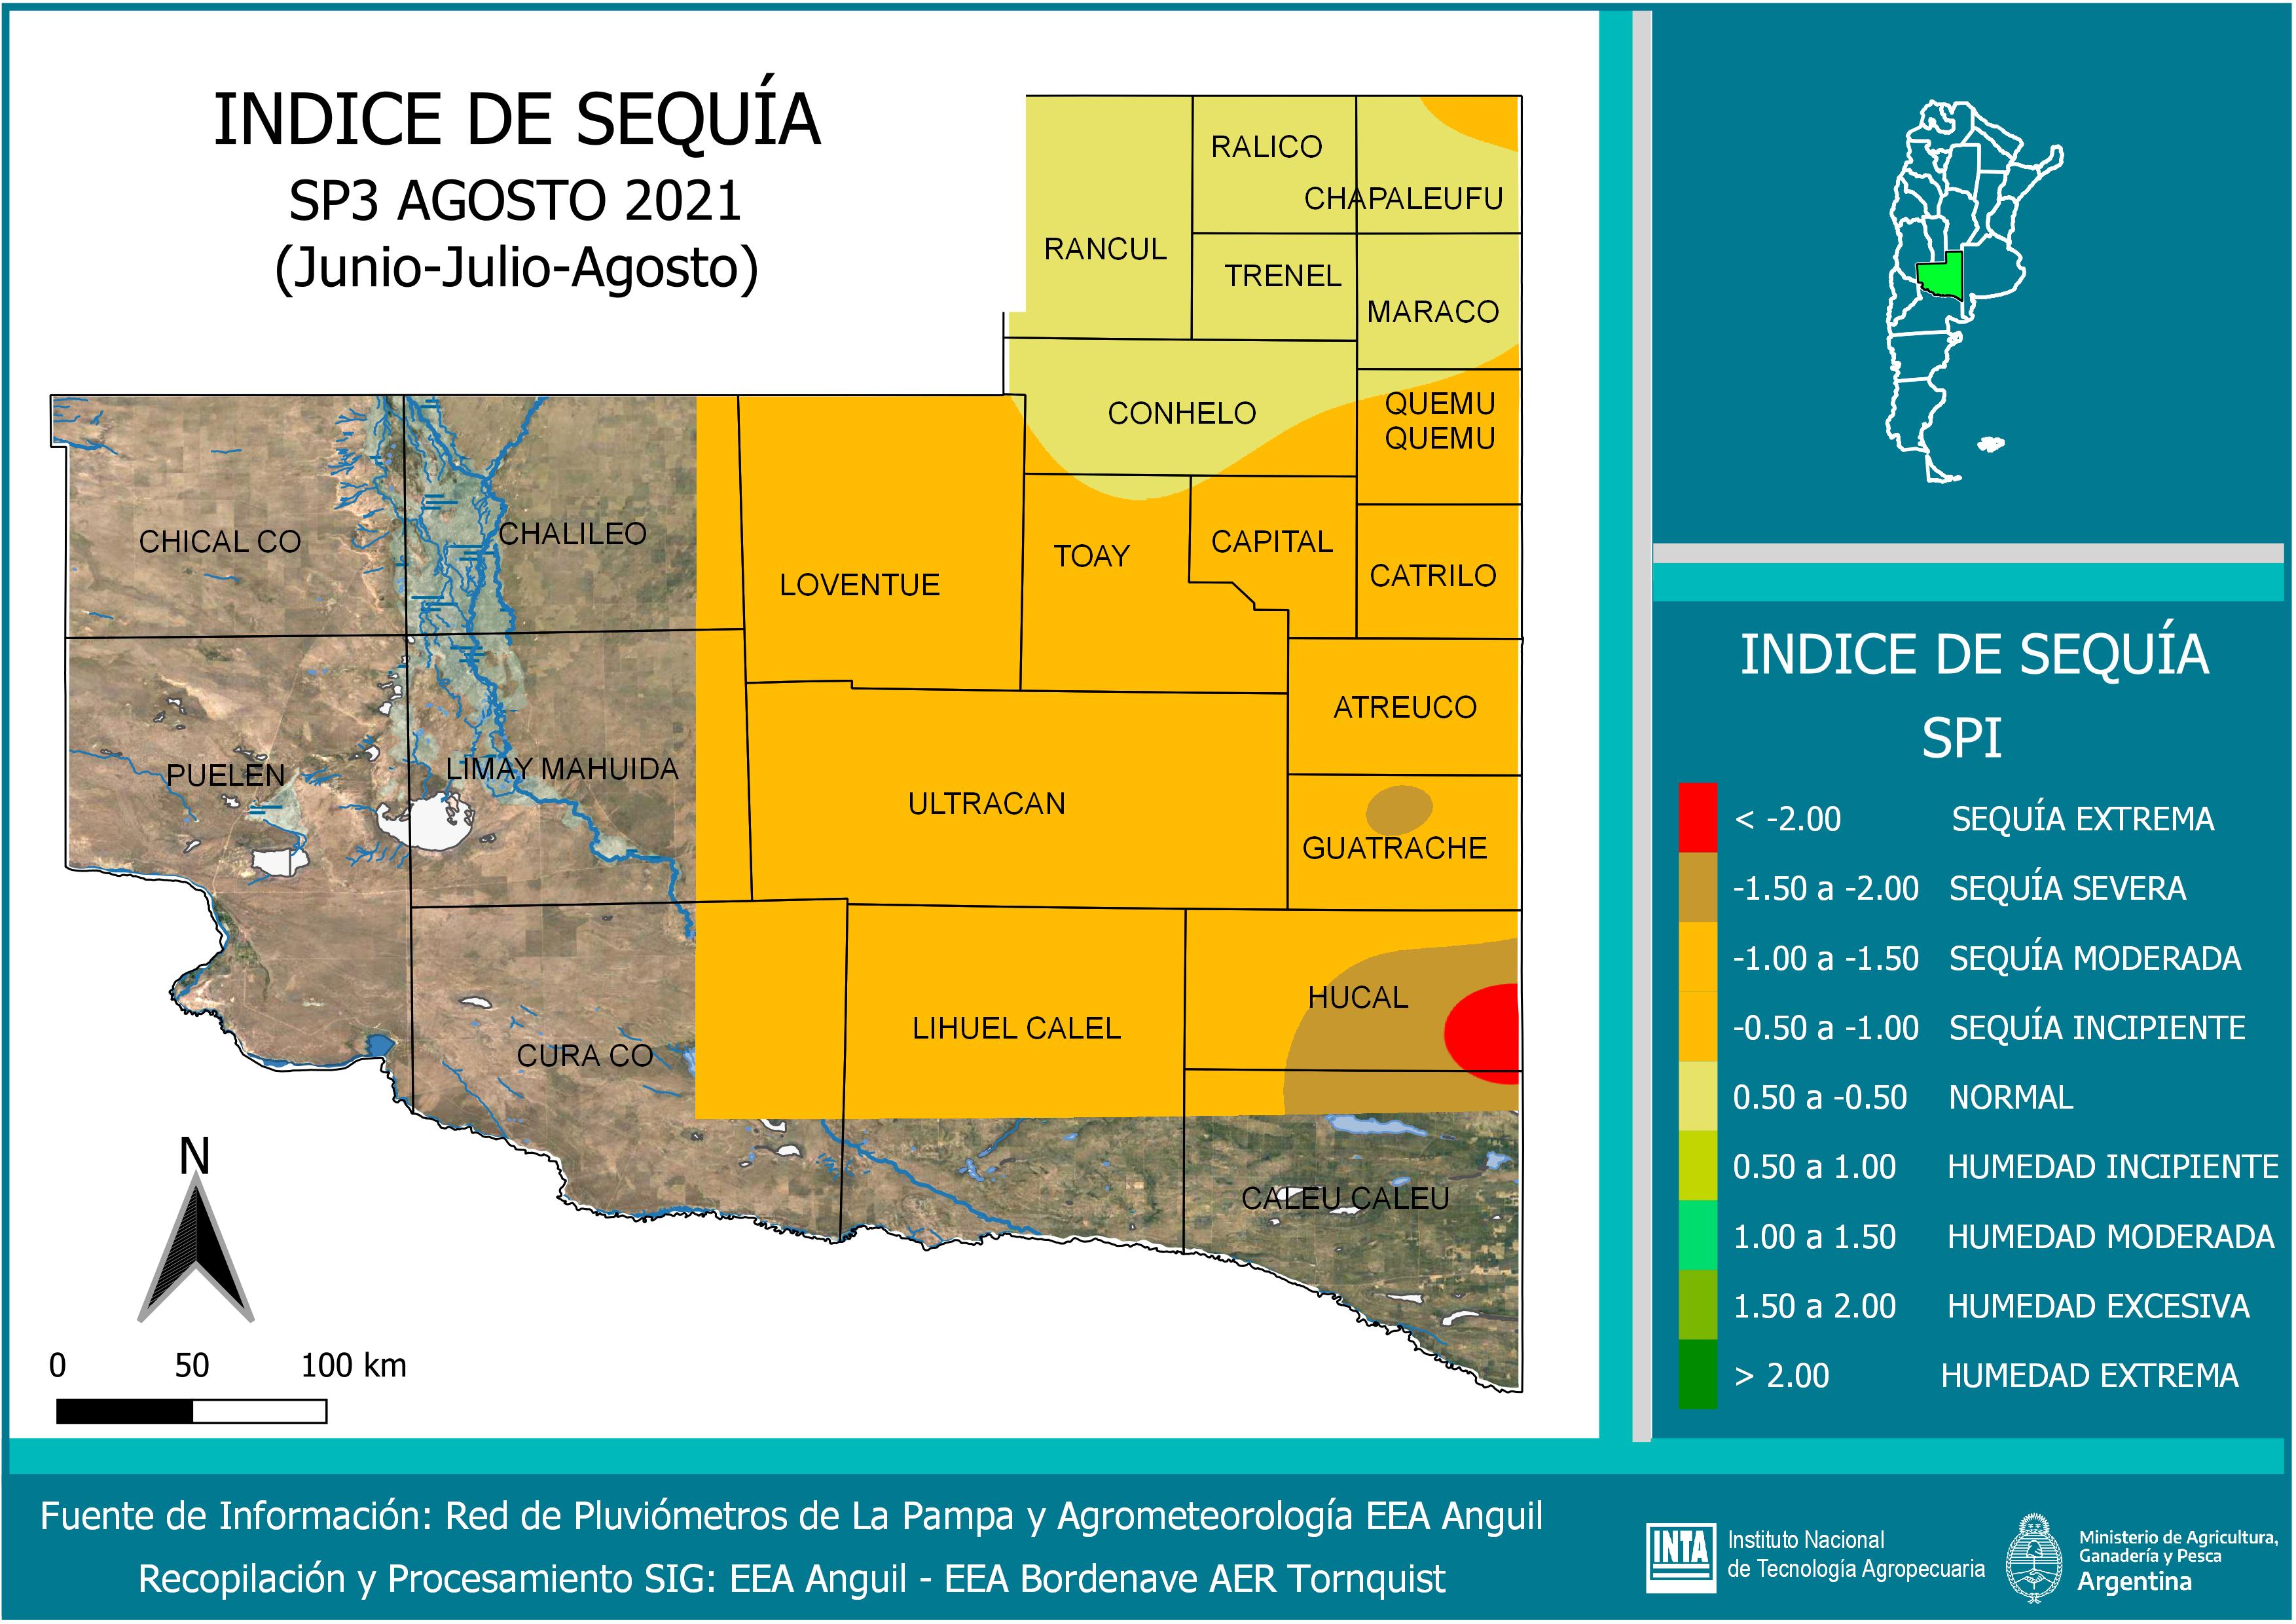 INDICE DE SEQUÍA
SP3 AGOSTO 2021
(Junio-Julio-Agosto)
RALICO
CHAPALEUFU
RANCUL
TRENEL
MARACO
CONHELO
QUEMU
QUEMU
CHICAL CO
CHALILEO
LOVENTUE
TOAY
CAPITAL
CATRILO
ATREUCO
PUELEN
LIMAY MAHUIDA
ULTRACAN
GUATRACHE
HUCAL
LIHUEL CALEL
CURA CO
CALEU CALEU
N
0 50 100 km
INDICE DE SEQUÍA
SPI
< -2.00 SEQUÍA EXTREMA
-1.50 a -2.00 SEQUÍA SEVERA
-1.00 a -1.50 SEQUÍA MODERADA
-0.50 a -1.00 SEQUÍA INCIPIENTE
0.50 a -0.50 NORMAL
0.50 a 1.00 HUMEDAD INCIPIENTE
1.00 a 1.50 HUMEDAD MODERADA
1.50 a 2.00 HUMEDAD EXCESIVA
> 2.00 HUMEDAD EXTREMA
Fuente de Información: Red de Pluviómetros de La Pampa y Agrometeorología EEA Anguil
Recopilación y Procesamiento SIG: EEA Anguil - EEA Bordenave AER Tornquist
INTA
Instituto Nacional
de Tecnología Agropecuaria
Ministerio de Agricultura,
Ganadería y Pesca
Argentina